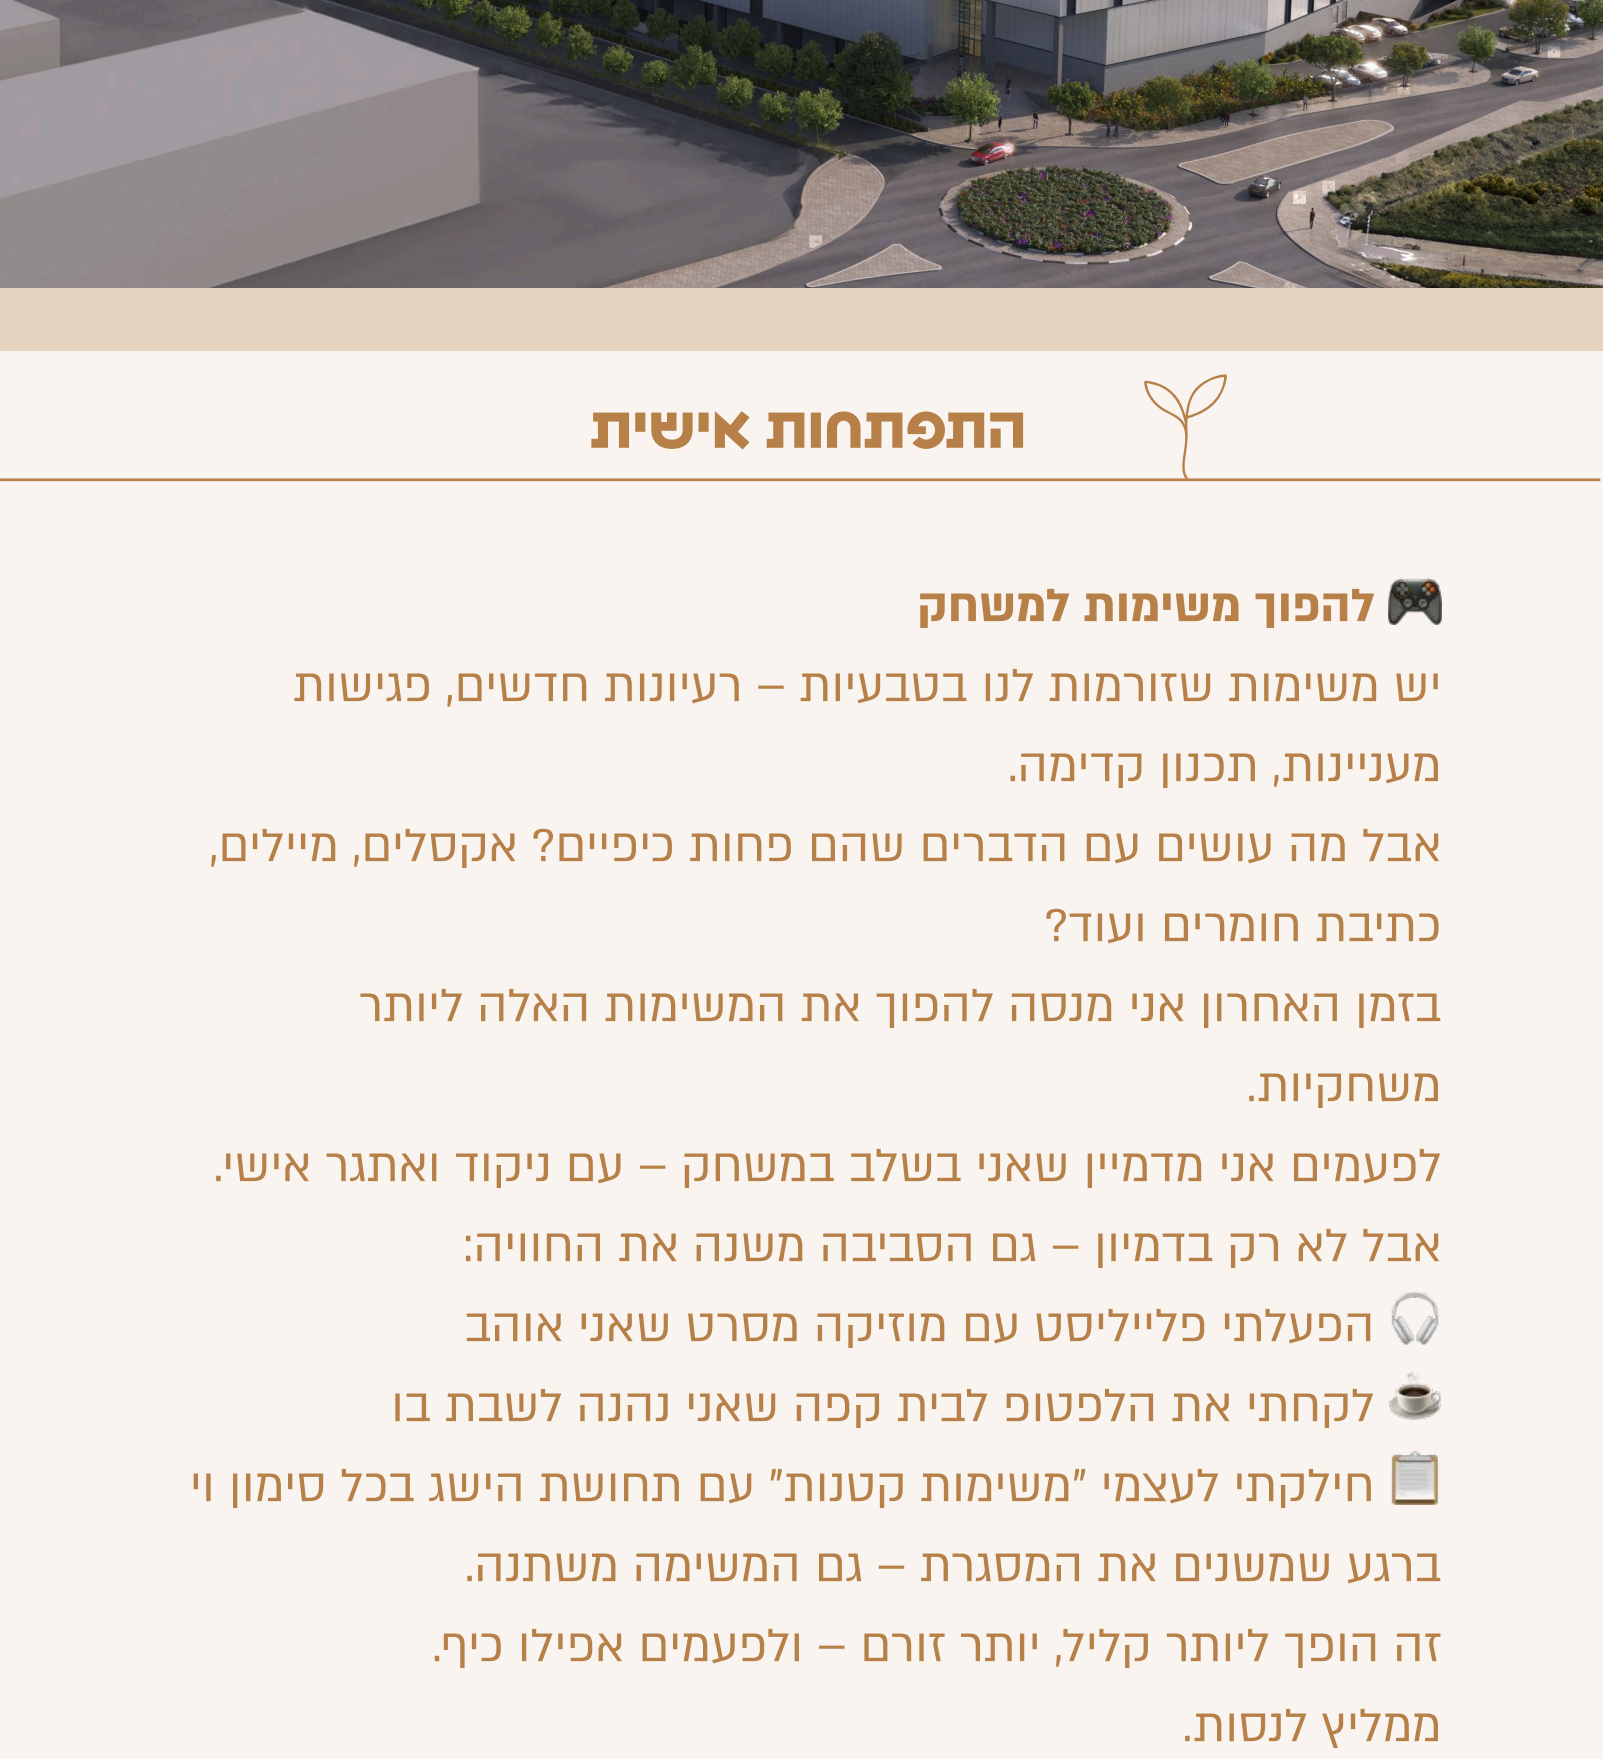 התפתחות אישית
🎮 להפוך משימות למשחק
יש משימות שזורמות לנו בטבעיות – רעיונות חדשים, פגישות
מעניינות, תכנון קדימה.
אבל מה עושים עם הדברים שהם פחות כיפיים? אקסלים, מיילים,
כתיבת חומרים ועוד?
בזמן האחרון אני מנסה להפוך את המשימות האלה ליותר
משחקיות.
לפעמים אני מדמיין שאני בשלב במשחק – עם ניקוד ואתגר אישי.
אבל לא רק בדמיון – גם הסביבה משנה את החוויה:
🎧 הפעלתי פלייליסט עם מוזיקה מסרט שאני אוהב
☕ לקחתי את הלפטופ לבית קפה שאני נהנה לשבת בו
📋 חילקתי לעצמי "משימות קטנות" עם תחושת הישג בכל סימון וי
ברגע שמשנים את המסגרת – גם המשימה משתנה.
זה הופך ליותר קליל, יותר זורם – ולפעמים אפילו כיף.
ממליץ לנסות.